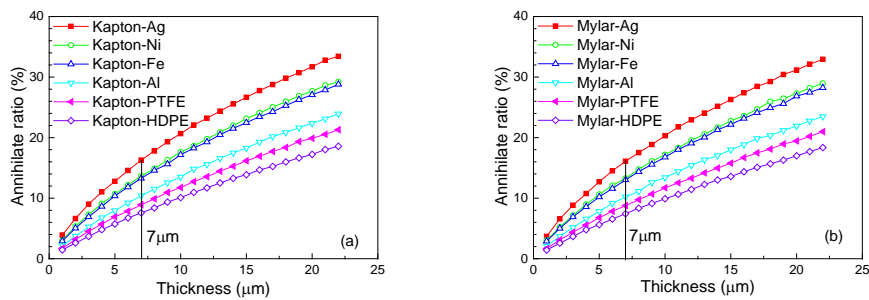 Kapton-Ag
Kapton-Ni
Kapton-Fe
Kapton-Al
Kapton-PTFE
Kapton-HDPE
Annihilate ratio (%)
40
30
20
10
0
7μm
(a)
0 5 10 15 20 25
Thickness (μm)
Mylar-Ag
Mylar-Ni
Mylar-Fe
Mylar-Al
Mylar-PTFE
Mylar-HDPE
Annihilate ratio (%)
40
30
20
10
0
7μm
(b)
0 5 10 15 20 25
Thickness (μm)